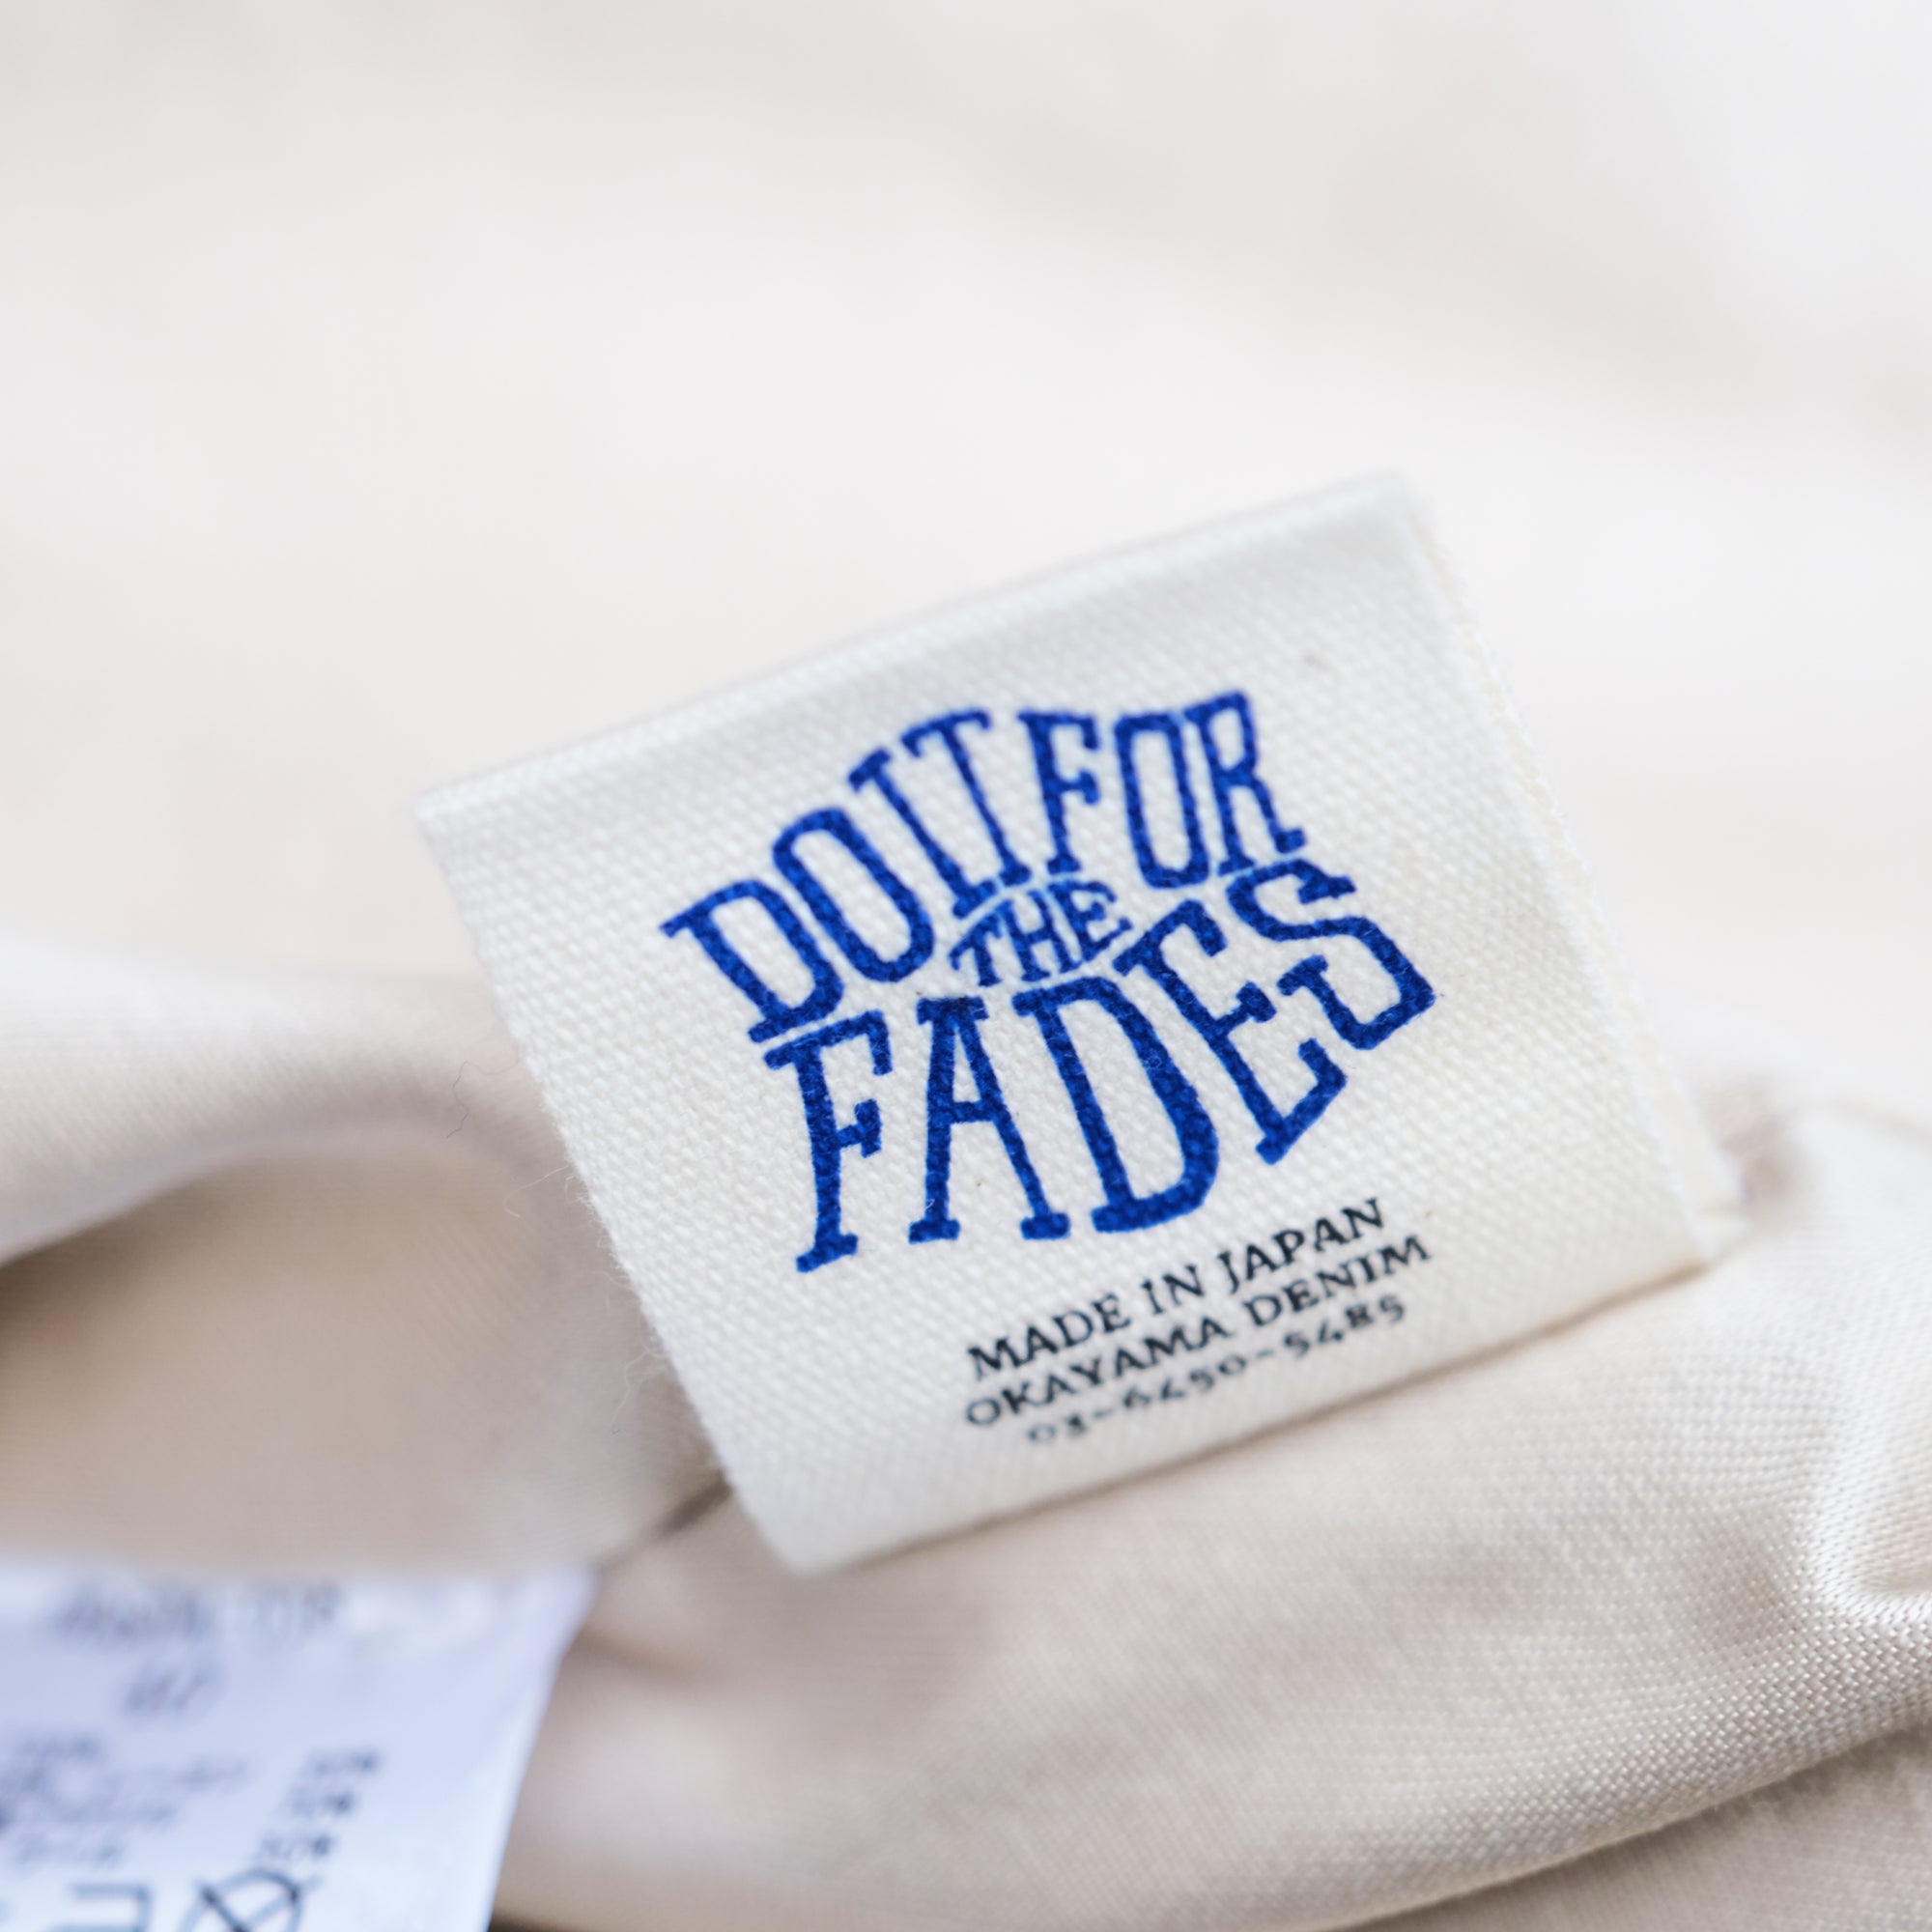 DO IT FOR
THE
FADES
MADE IN JAPAN
OKAYAMA DENIM
03-6450-5485